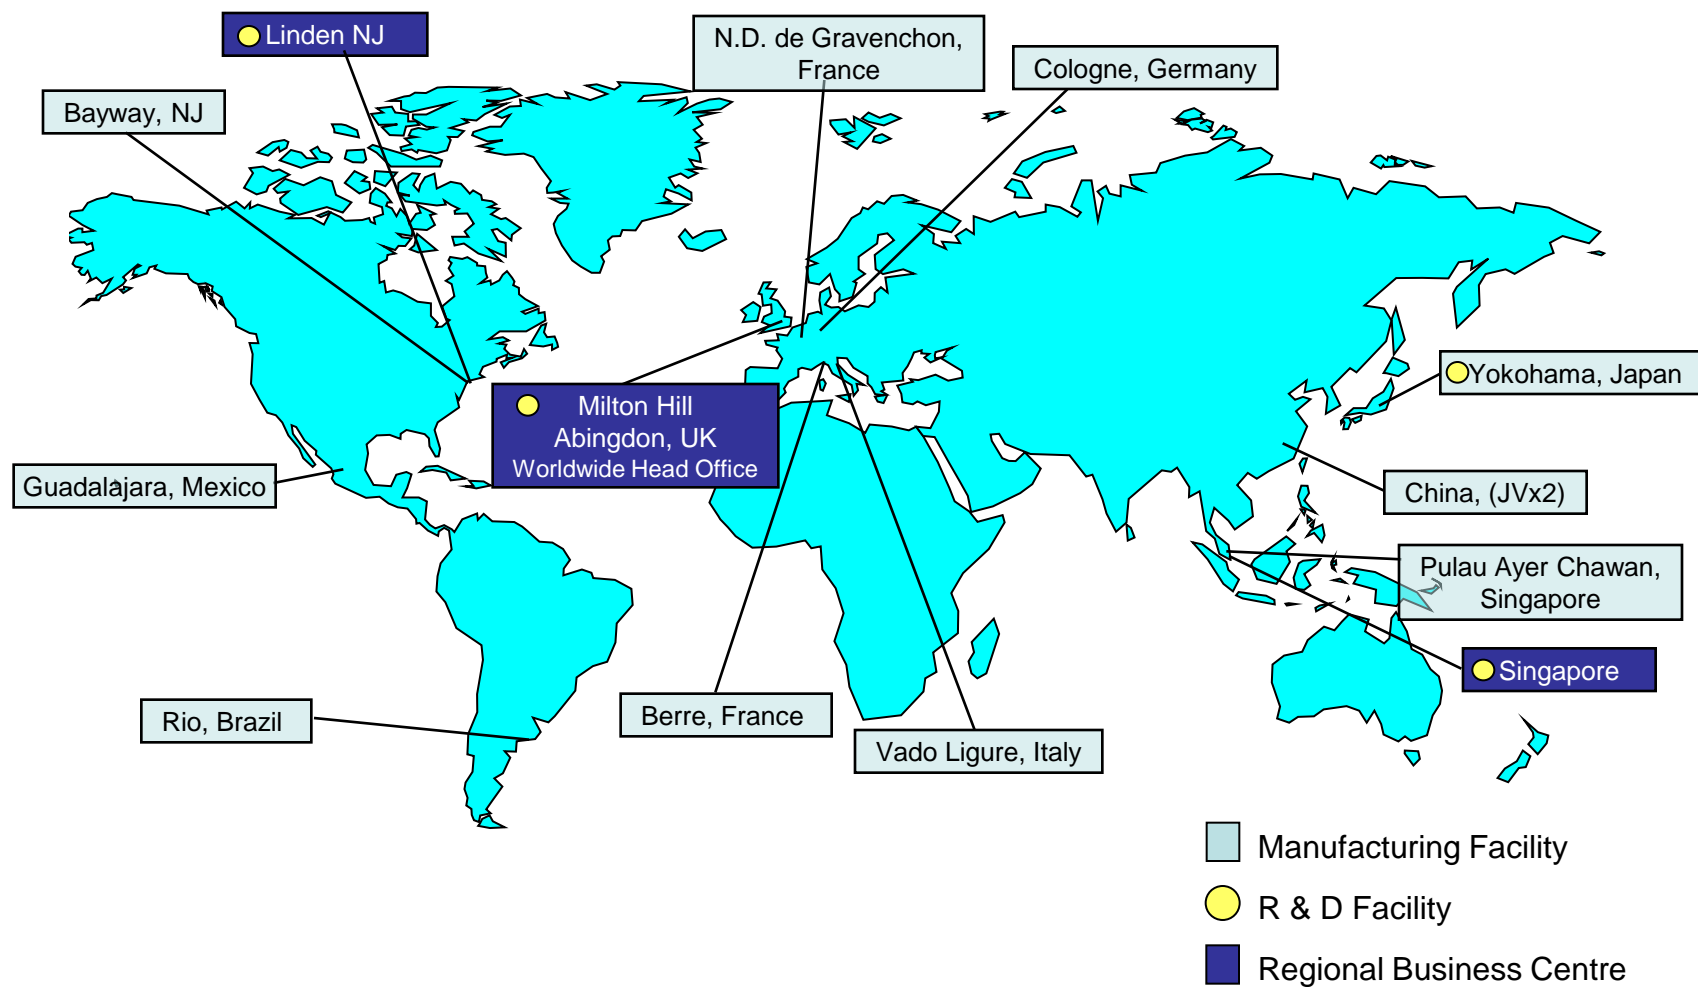 Linden NJ
N.D. de Gravenchon,
France
Cologne, Germany
Bayway, NJ
Yokohama, Japan
Milton Hill
Abingdon, UK
Worldwide Head Office
Guadalajara, Mexico
China, (JVx2)
Pulau Ayer Chawan,
Singapore
Singapore
Rio, Brazil
Berre, France
Vado Ligure, Italy
Manufacturing Facility
R & D Facility
Regional Business Centre